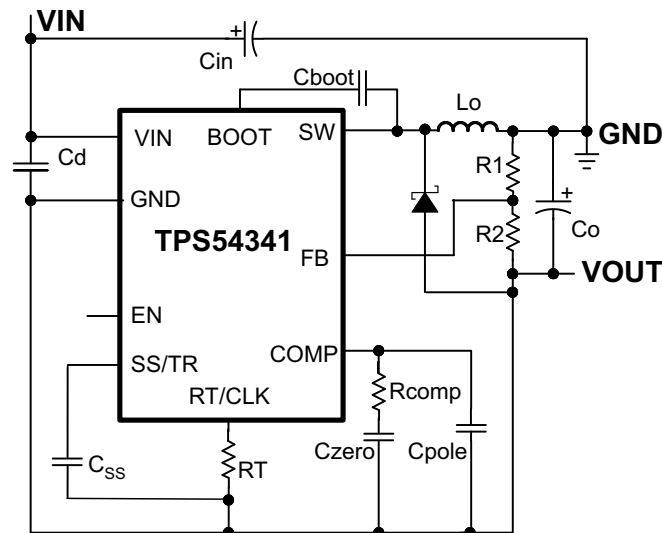 VIN
+
Cin
Cboot
Lo
VIN
BOOT
SW
GND
Cd
R1
GND
+
TPS54341
R2
Co
FB
VOUT
EN
COMP
SS/TR
RT/CLK
Rcomp
Czero
Cpole
CSS
RT